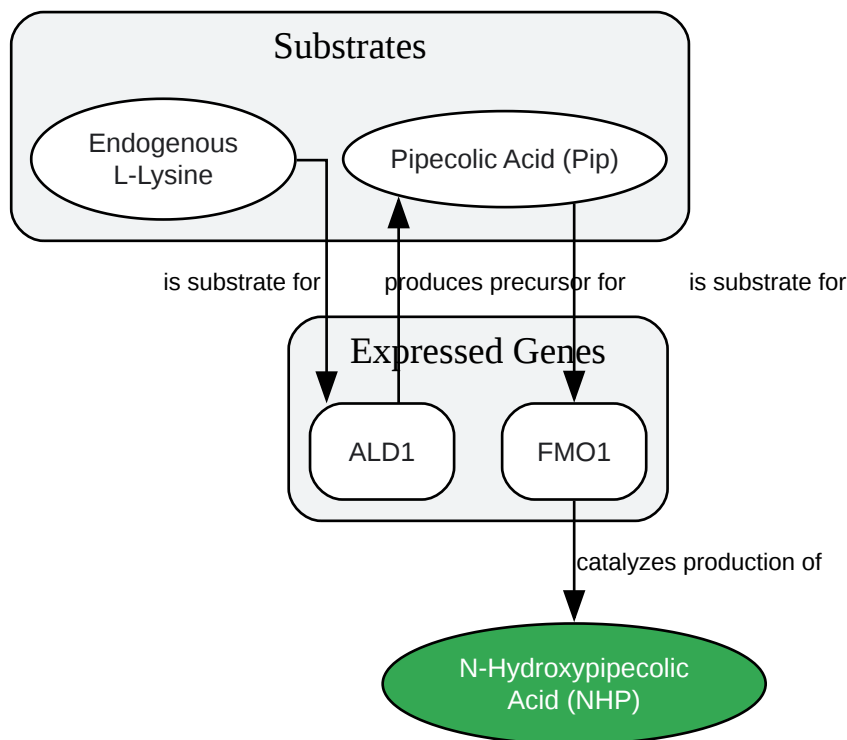 Substrates
Endogenous
L-Lysine
Pipecolic Acid (Pip)
is substrate for
produces precursor for
is substrate for
Expressed Genes
ALD1
FMO1
catalyzes production of
N-Hydroxypipecolic
Acid (NHP)